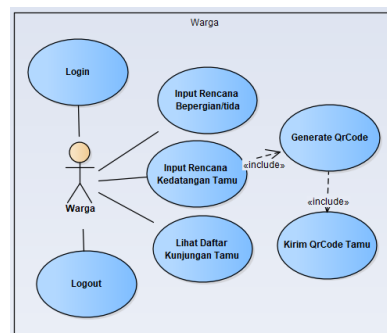 Warga
Login
Input Rencana
Bepergian/tida
Input Rencana
Kedatangan Tamu
«include»
Generate QrCode
«include»
Warga
Lihat Daftar
Kunjungan Tamu
Kirim QrCode Tamu
Logout